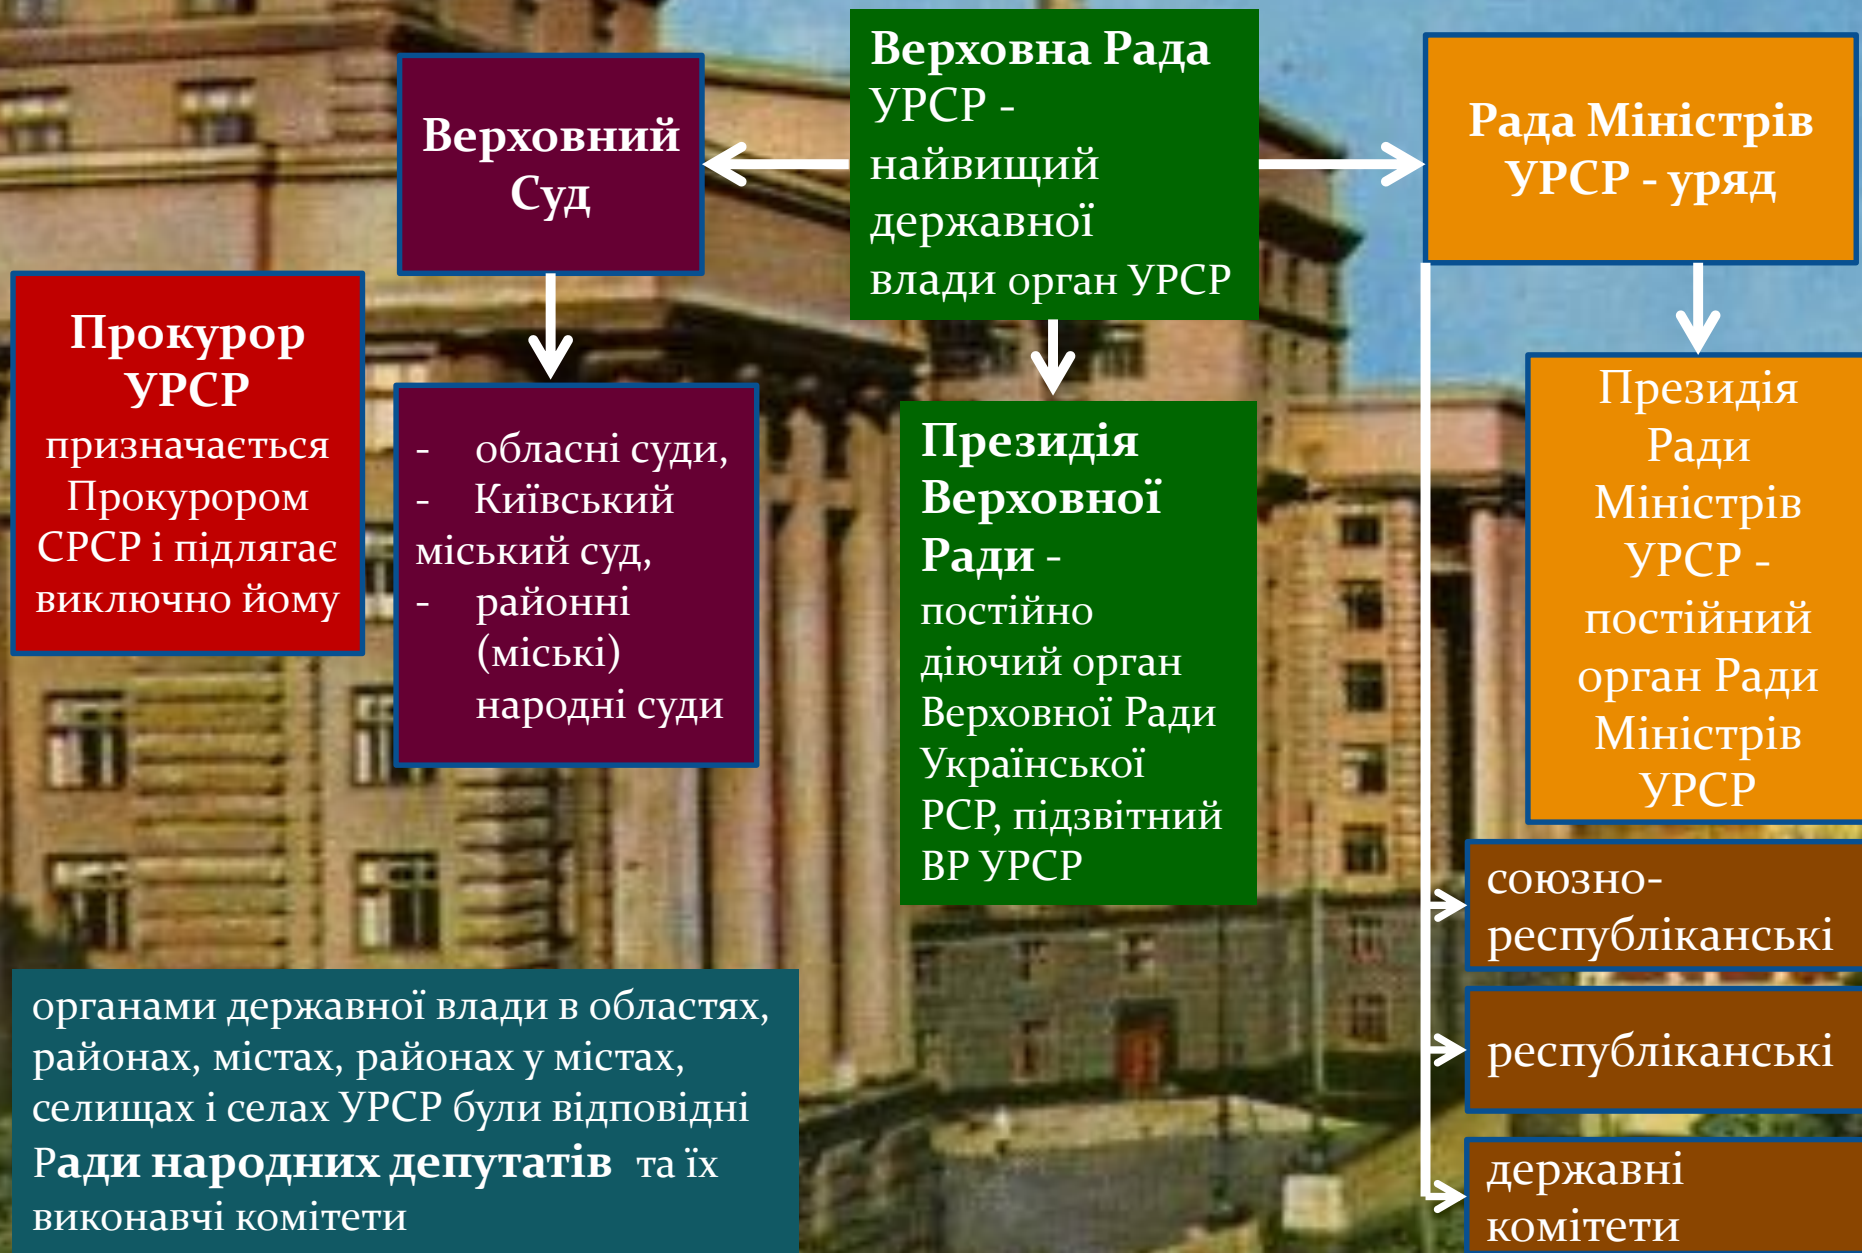 Верховна Рада
УРСР -
найвищий
державної
влади орган УРСР
Верховний
Суд
Рада Міністрів
УРСР - уряд
Прокурор
УРСР
призначається
Прокурором
СРСР і підлягає
виключно йому
- обласні суди,
- Київський
міський суд,
- районні
(міські)
народні суди
Президія
Верховної
Ради -
постійно
діючий орган
Верховної Ради
Української
РСР, підзвітний
ВР УРСР
Президія
Ради
Міністрів
УРСР -
постійний
орган Ради
Міністрів
УРСР
союзно-
республіканські
республіканські
державні
комітети
органами державної влади в областях,
районах, містах, районах у містах,
селищах і селах УРСР були відповідні
Ради народних депутатів та їх
виконавчі комітети